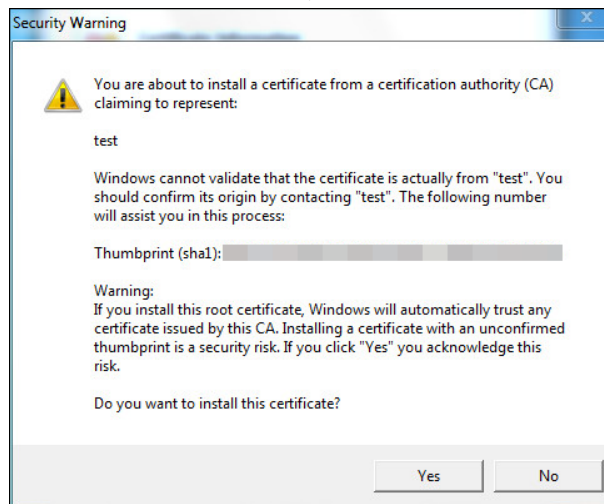 Security Warning
You are about to install a certificate from a certification authority (CA)
claiming to represent:
test
Windows cannot validate that the certificate is actually from "test". You
should confirm its origin by contacting "test". The following number
will assist you in this process:
Thumbprint (sha1):
Warning:
If you install this root certificate, Windows will automatically trust any
certificate issued by this CA. Installing a certificate with an unconfirmed
thumbprint is a security risk. If you click "Yes" you acknowledge this
risk.
Do you want to install this certificate?
Yes No